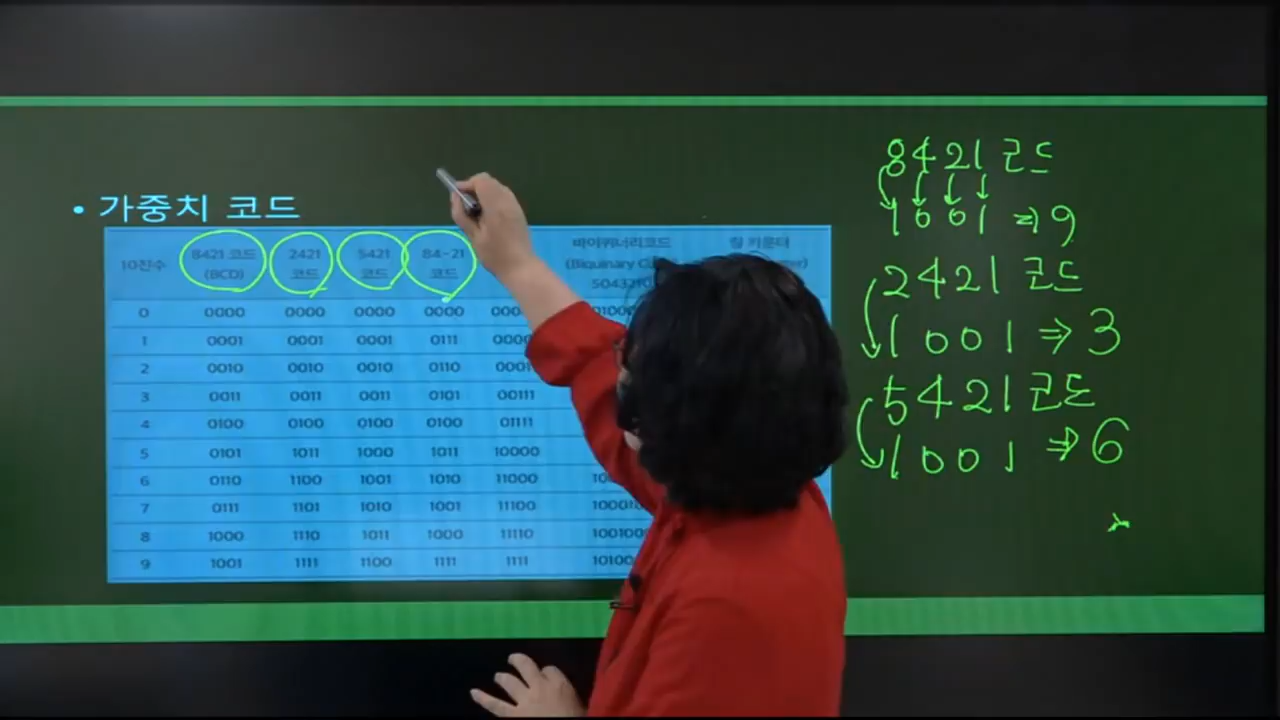 • 가중치 코드
10진수 8421 코드 (BCD) 2421 코드 5421 코드 84-21 코드 바이퀴너리코드 (Biquinary 링 카운터
0 0000 0000 0000 0000
1 0001 0001 0001 0111
2 0010 0010 0010 0110
3 0011 0011 0011 0101 00111
4 0100 0100 0100 0100 01111
5 0101 1011 1000 1011 10000
6 0110 1100 1001 1010 11000
7 0111 1101 1010 1001 11100
8 1000 1110 1011 1000 11110
9 1001 1111 1100 1111 1111
8421 코드
1001 ⇒ 9
2421 코드
1001 ⇒ 3
5421 코드
1001 ⇒ 6